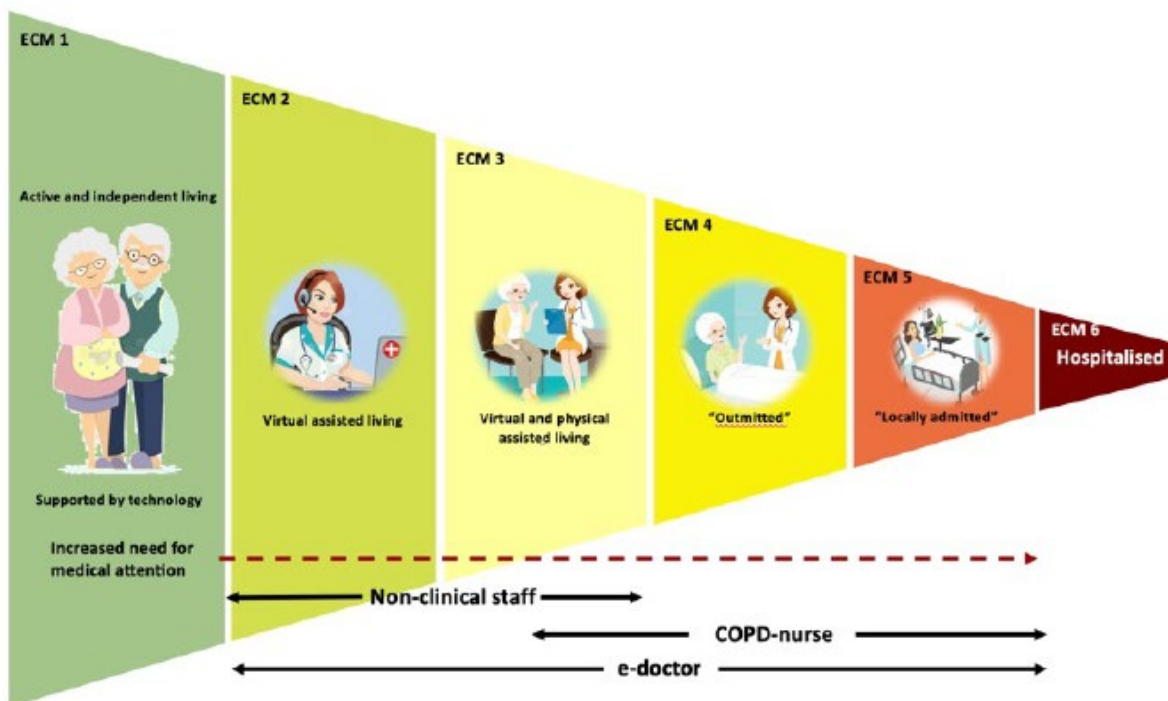 ECM 1
Active and independent living
Supported by technology
Increased need for
medical attention
ECM 2
Virtual assisted living
ECM 3
Virtual and physical
assisted living
ECM 4
“Outmitted”
ECM 5
“Locally admitted”
ECM 6
Hospitalised
Non-clinical staff
COPD-nurse
e-doctor